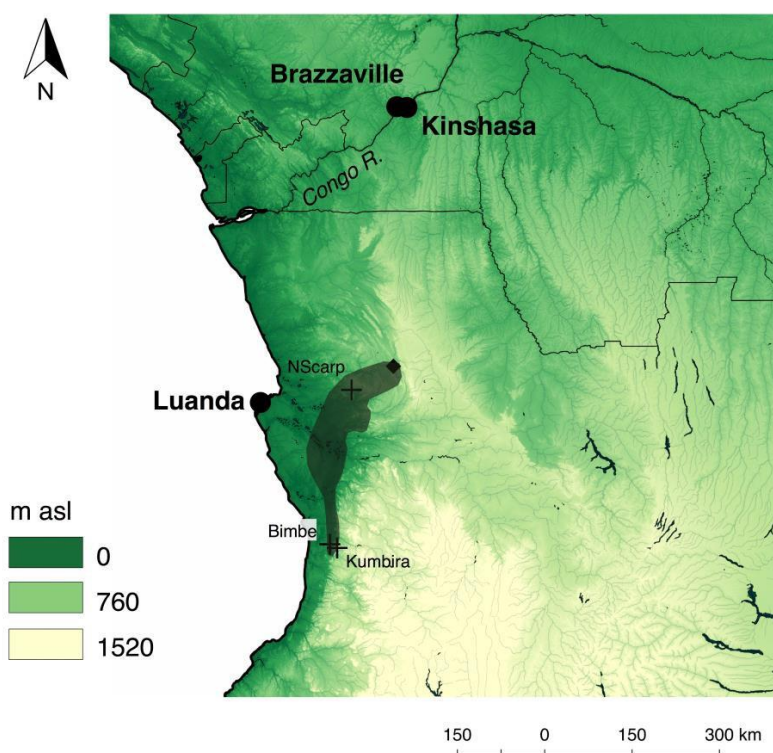 N
Brazzaville
Kinshasa
Congo R.
NScarp
Luanda
m asl
0
760
1520
Bimbe
Kumbira
150 0 150 300 km